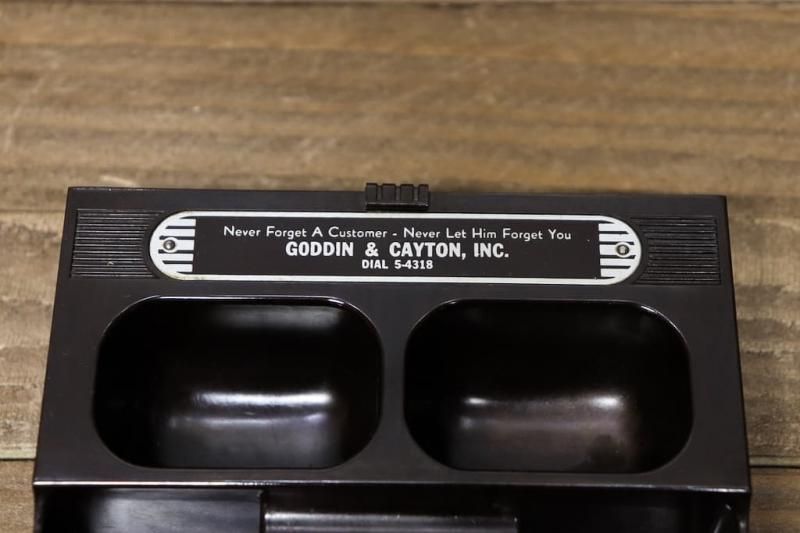 Never Forget A Customer - Never Let Him Forget You
GODDIN & CAYTON, INC.
DIAL 5-4318